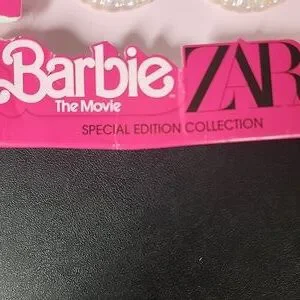 Barbie ZAR
The Movie
SPECIAL EDITION COLLECTION